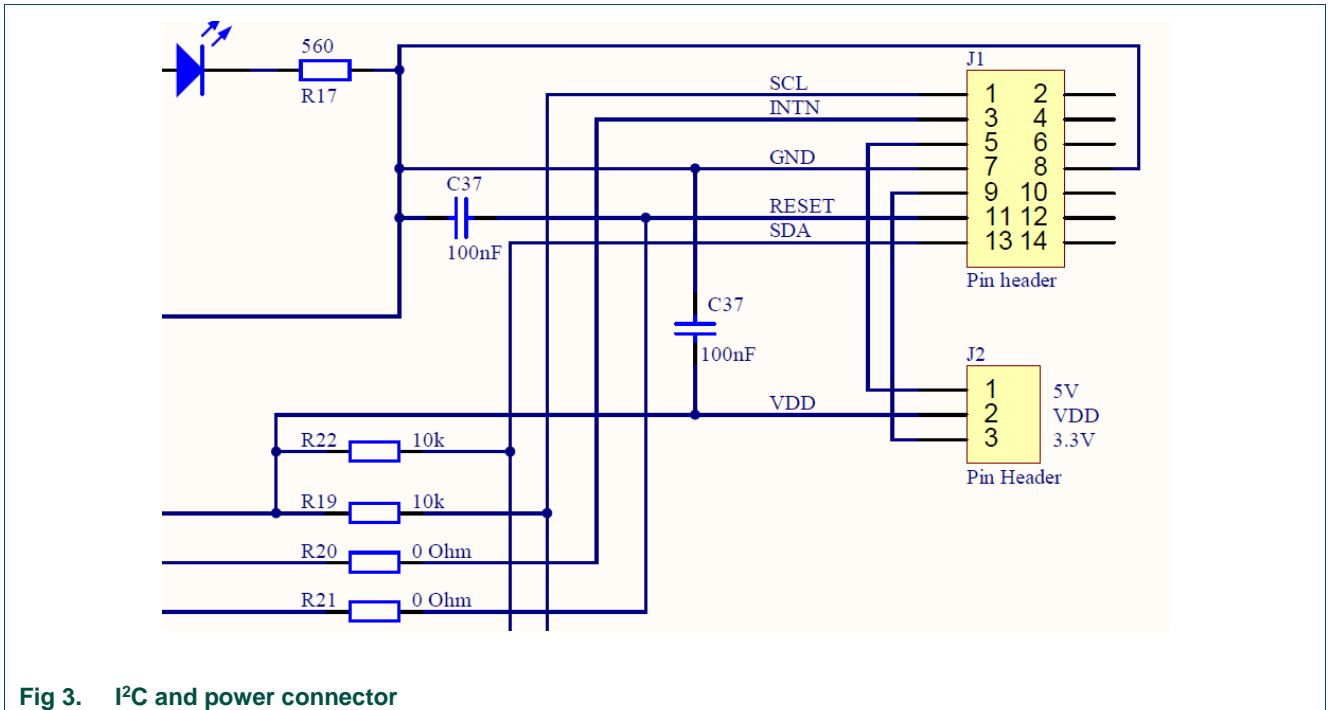 560
R17
J1
SCL
1 2
INTN
3 4
5 6
GND
7 8
C37
9 10
RESET
11 12
SDA
13 14
100nF
Pin header
C37
100nF
J2
1 5V
VDD
2 VDD
3 3.3V
R22 10k
Pin Header
R19 10k
R20 0 Ohm
R21 0 Ohm
Fig 3. I²C and power connector